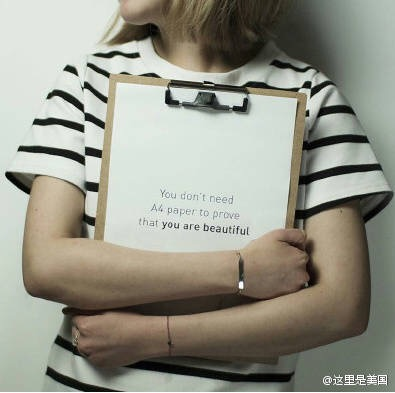 You don't need
A4 paper to prove
that you are beautiful
@这里是美国